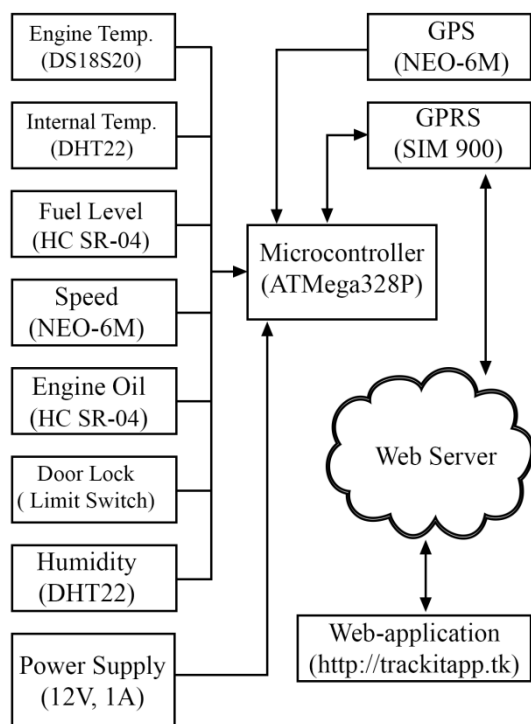 Engine Temp.
(DS18S20)
Internal Temp.
(DHT22)
Fuel Level
(HC SR-04)
Speed
(NEO-6M)
Engine Oil
(HC SR-04)
Door Lock
( Limit Switch)
Humidity
(DHT22)
Power Supply
(12V, 1A)
GPS
(NEO-6M)
GPRS
(SIM 900)
Microcontroller
(ATMega328P)
Web Server
Web-application
(http://trackitapp.tk)